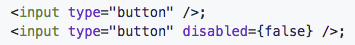 <input type="button" />;
<input type="button" disabled={false} />;